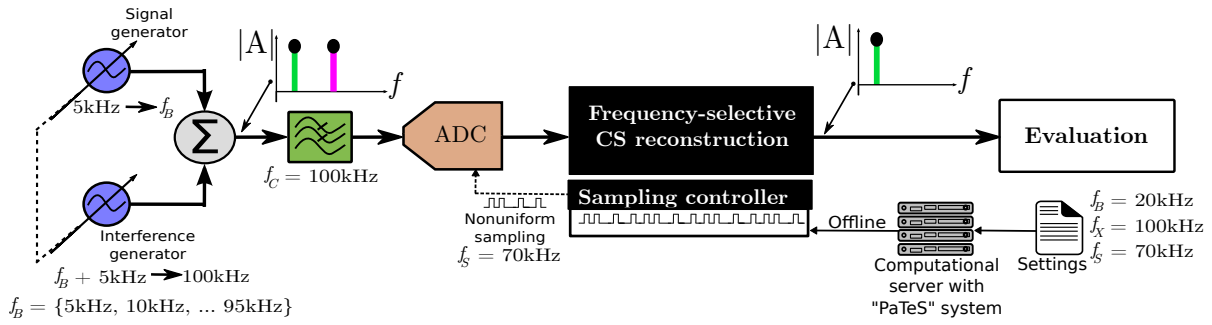 Signal
generator
5kHz f_B
Σ
Interference
generator
f_B + 5kHz 100kHz
f_B = {5kHz, 10kHz, ... 95kHz}
|A|
f
f_C = 100kHz
ADC
Nonuniform
sampling
f_S = 70kHz
Frequency-selective
CS reconstruction
Sampling controller
|A|
f
Evaluation
Offline
Computational
server with
"PaTeS" system
Settings
f_B = 20kHz
f_X = 100kHz
f_S = 70kHz